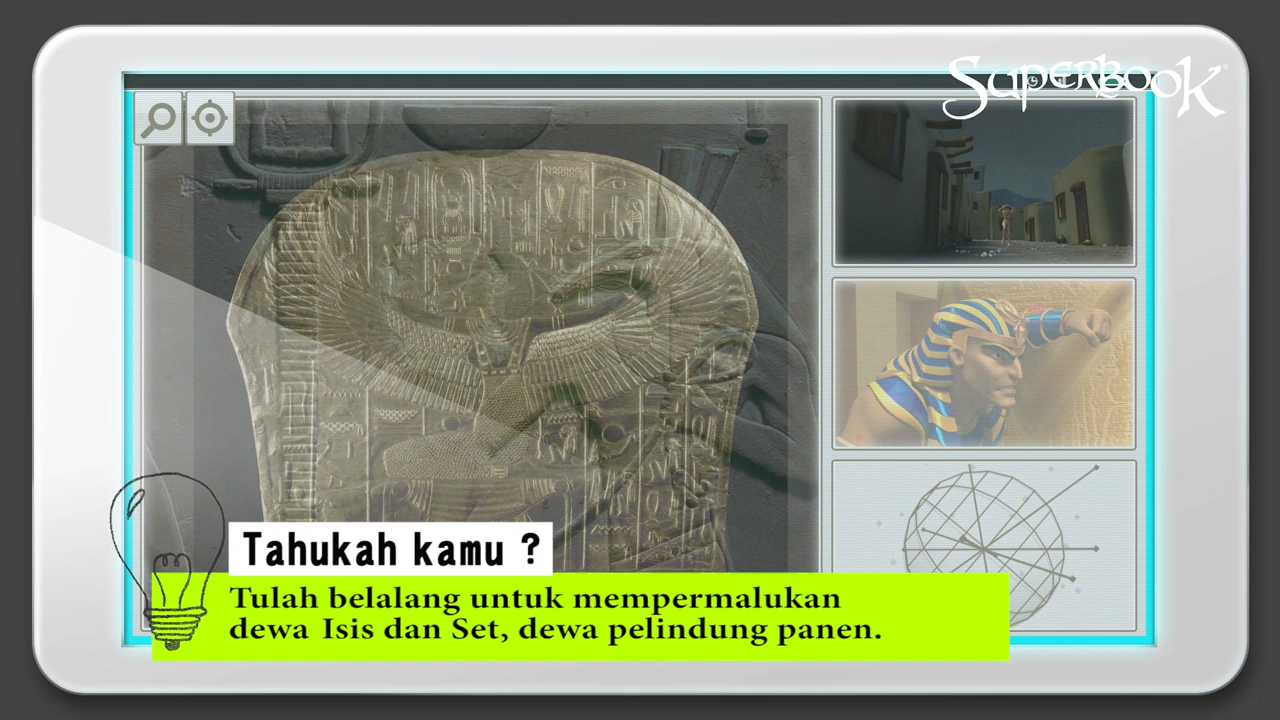 SUPERBOOK
Tahukah kamu ?
Tulah belalang untuk mempermalukan
dewa Isis dan Set, dewa pelindung panen.